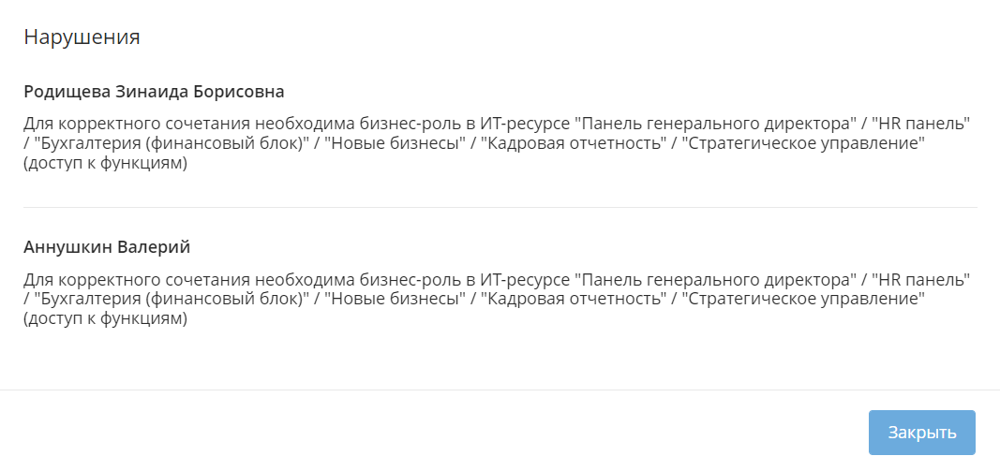 Нарушения
Родищева Зинаида Борисовна
Для корректного сочетания необходима бизнес-роль в ИТ-ресурсе "Панель генерального директора" / "HR панель"
/ "Бухгалтерия (финансовый блок)" / "Новые бизнесы" / "Кадровая отчетность" / "Стратегическое управление"
(доступ к функциям)
Аннушкин Валерий
Для корректного сочетания необходима бизнес-роль в ИТ-ресурсе "Панель генерального директора" / "HR панель"
/ "Бухгалтерия (финансовый блок)" / "Новые бизнесы" / "Кадровая отчетность" / "Стратегическое управление"
(доступ к функциям)
Закрыть